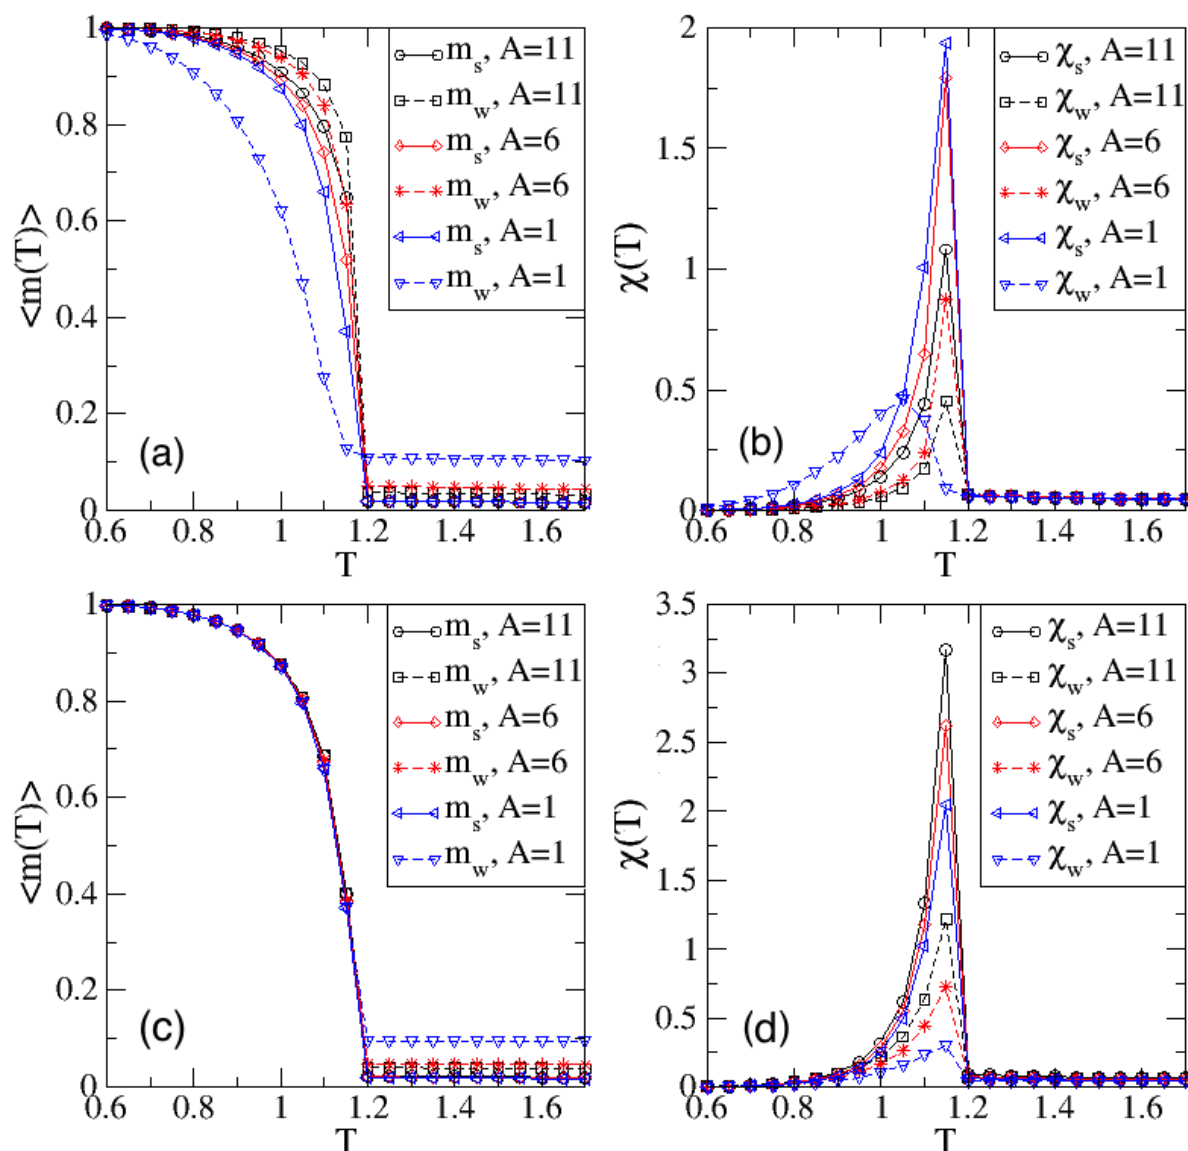 1
0.8
0.6
0.4
0.2
0
<m(T)>
m_s, A=11
m_w, A=11
m_s, A=6
m_w, A=6
m_s, A=1
m_w, A=1
(a)
0.6 0.8 1 1.2 1.4 1.6
T
2
1.5
1
0.5
0
χ(T)
χ_s, A=11
χ_w, A=11
χ_s, A=6
χ_w, A=6
χ_s, A=1
χ_w, A=1
(b)
0.6 0.8 1 1.2 1.4 1.6
T
1
0.8
0.6
0.4
0.2
0
<m(T)>
m_s, A=11
m_w, A=11
m_s, A=6
m_w, A=6
m_s, A=1
m_w, A=1
(c)
0.6 0.8 1 1.2 1.4 1.6
T
3.5
3
2.5
2
1.5
1
0.5
0
χ(T)
χ_s, A=11
χ_w, A=11
χ_s, A=6
χ_w, A=6
χ_s, A=1
χ_w, A=1
(d)
0.6 0.8 1 1.2 1.4 1.6
T